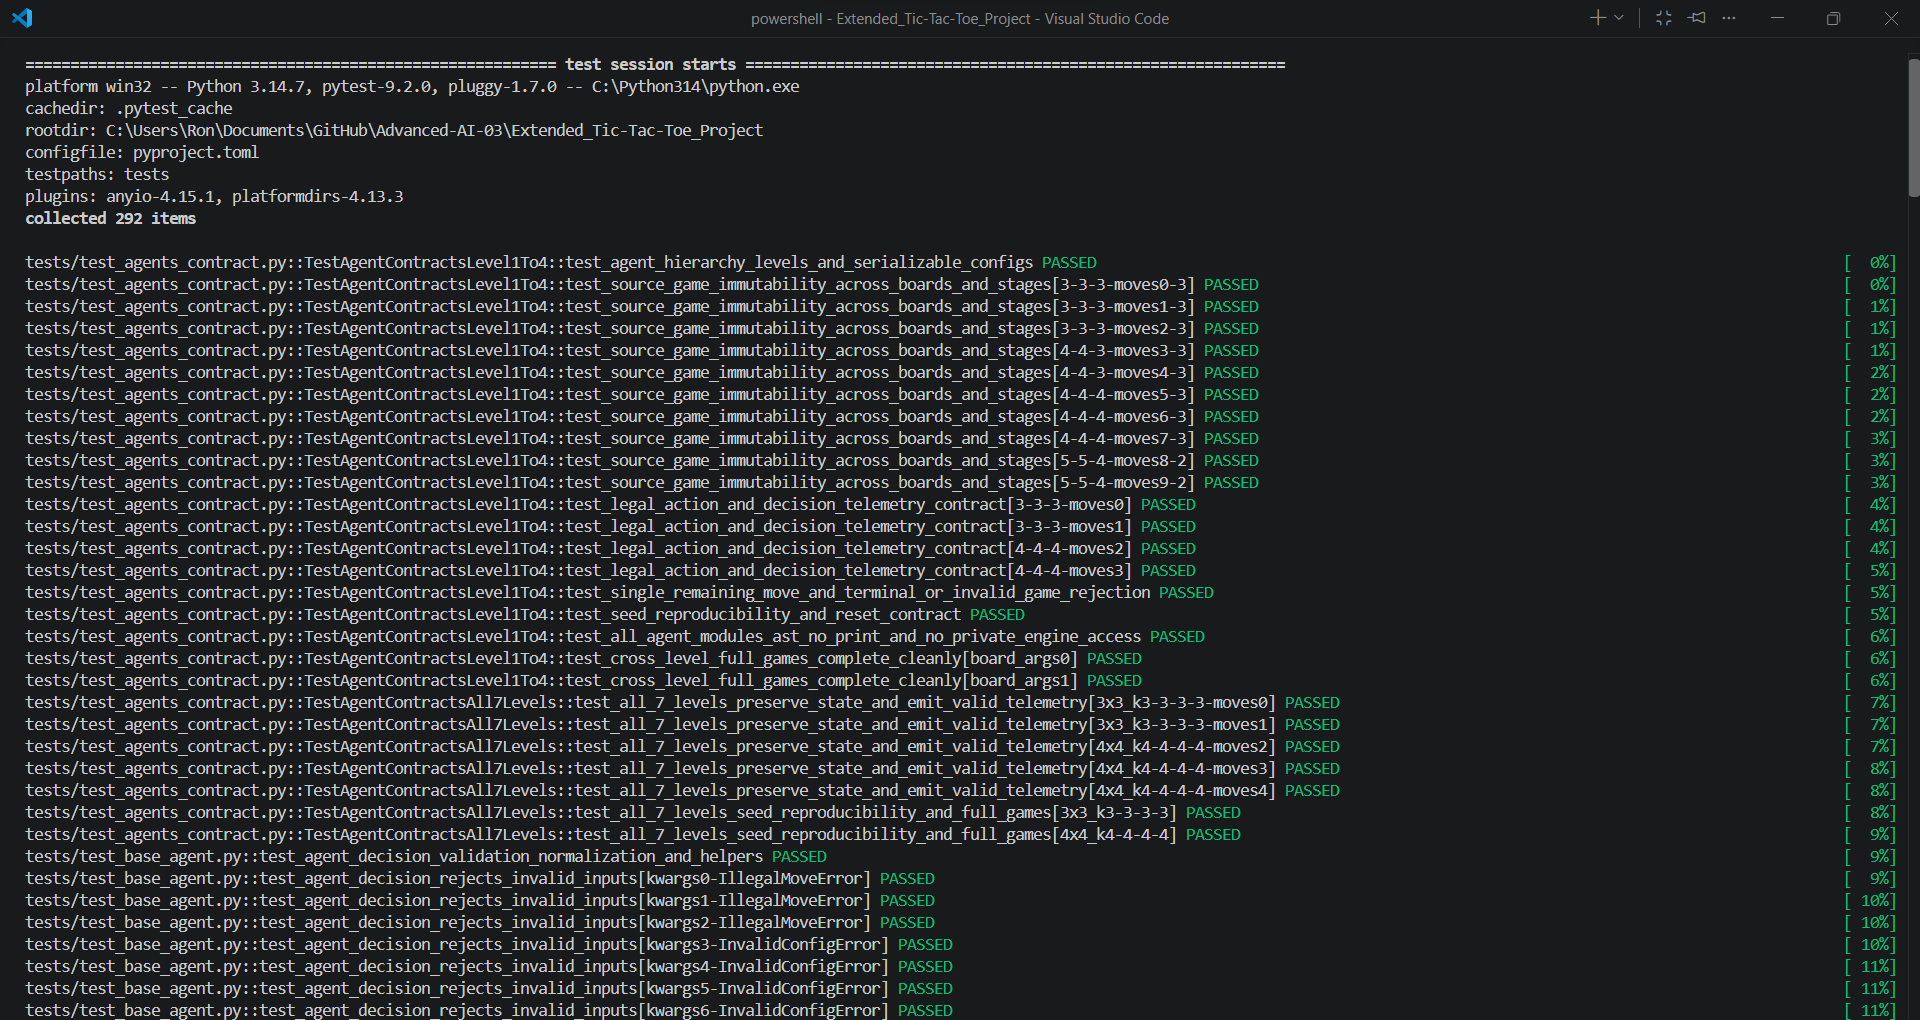 powershell - Extended_Tic-Tac-Toe_Project - Visual Studio Code
=========================================================== test session starts ============================================================
platform win32 -- Python 3.14.7, pytest-9.2.0, pluggy-1.7.0 -- C:\Python314\python.exe
cachedir: .pytest_cache
rootdir: C:\Users\Ron\Documents\GitHub\Advanced-AI-03\Extended_Tic-Tac-Toe_Project
configfile: pyproject.toml
testpaths: tests
plugins: anyio-4.15.1, platformdirs-4.13.3
collected 292 items
tests/test_agents_contract.py::TestAgentContractsLevel1To4::test_agent_hierarchy_levels_and_serializable_configs PASSED [  0%]
tests/test_agents_contract.py::TestAgentContractsLevel1To4::test_source_game_immutability_across_boards_and_stages[3-3-3-moves0-3] PASSED [  0%]
tests/test_agents_contract.py::TestAgentContractsLevel1To4::test_source_game_immutability_across_boards_and_stages[3-3-3-moves1-3] PASSED [  1%]
tests/test_agents_contract.py::TestAgentContractsLevel1To4::test_source_game_immutability_across_boards_and_stages[3-3-3-moves2-3] PASSED [  1%]
tests/test_agents_contract.py::TestAgentContractsLevel1To4::test_source_game_immutability_across_boards_and_stages[4-4-3-moves3-3] PASSED [  1%]
tests/test_agents_contract.py::TestAgentContractsLevel1To4::test_source_game_immutability_across_boards_and_stages[4-4-3-moves4-3] PASSED [  2%]
tests/test_agents_contract.py::TestAgentContractsLevel1To4::test_source_game_immutability_across_boards_and_stages[4-4-4-moves5-3] PASSED [  2%]
tests/test_agents_contract.py::TestAgentContractsLevel1To4::test_source_game_immutability_across_boards_and_stages[4-4-4-moves6-3] PASSED [  2%]
tests/test_agents_contract.py::TestAgentContractsLevel1To4::test_source_game_immutability_across_boards_and_stages[4-4-4-moves7-3] PASSED [  3%]
tests/test_agents_contract.py::TestAgentContractsLevel1To4::test_source_game_immutability_across_boards_and_stages[5-5-4-moves8-2] PASSED [  3%]
tests/test_agents_contract.py::TestAgentContractsLevel1To4::test_source_game_immutability_across_boards_and_stages[5-5-4-moves9-2] PASSED [  3%]
tests/test_agents_contract.py::TestAgentContractsLevel1To4::test_legal_action_and_decision_telemetry_contract[3-3-3-moves0] PASSED [  4%]
tests/test_agents_contract.py::TestAgentContractsLevel1To4::test_legal_action_and_decision_telemetry_contract[3-3-3-moves1] PASSED [  4%]
tests/test_agents_contract.py::TestAgentContractsLevel1To4::test_legal_action_and_decision_telemetry_contract[4-4-4-moves2] PASSED [  4%]
tests/test_agents_contract.py::TestAgentContractsLevel1To4::test_legal_action_and_decision_telemetry_contract[4-4-4-moves3] PASSED [  5%]
tests/test_agents_contract.py::TestAgentContractsLevel1To4::test_single_remaining_move_and_terminal_or_invalid_game_rejection PASSED [  5%]
tests/test_agents_contract.py::TestAgentContractsLevel1To4::test_seed_reproducibility_and_reset_contract PASSED [  5%]
tests/test_agents_contract.py::TestAgentContractsLevel1To4::test_all_agent_modules_ast_no_print_and_no_private_engine_access PASSED [  6%]
tests/test_agents_contract.py::TestAgentContractsLevel1To4::test_cross_level_full_games_complete_cleanly[board_args0] PASSED [  6%]
tests/test_agents_contract.py::TestAgentContractsLevel1To4::test_cross_level_full_games_complete_cleanly[board_args1] PASSED [  6%]
tests/test_agents_contract.py::TestAgentContractsAll7Levels::test_all_7_levels_preserve_state_and_emit_valid_telemetry[3x3_k3-3-3-3-moves0] PASSED [  7%]
tests/test_agents_contract.py::TestAgentContractsAll7Levels::test_all_7_levels_preserve_state_and_emit_valid_telemetry[3x3_k3-3-3-3-moves1] PASSED [  7%]
tests/test_agents_contract.py::TestAgentContractsAll7Levels::test_all_7_levels_preserve_state_and_emit_valid_telemetry[4x4_k4-4-4-4-moves2] PASSED [  7%]
tests/test_agents_contract.py::TestAgentContractsAll7Levels::test_all_7_levels_preserve_state_and_emit_valid_telemetry[4x4_k4-4-4-4-moves3] PASSED [  8%]
tests/test_agents_contract.py::TestAgentContractsAll7Levels::test_all_7_levels_preserve_state_and_emit_valid_telemetry[4x4_k4-4-4-4-moves4] PASSED [  8%]
tests/test_agents_contract.py::TestAgentContractsAll7Levels::test_all_7_levels_seed_reproducibility_and_full_games[3x3_k3-3-3-3] PASSED [  8%]
tests/test_agents_contract.py::TestAgentContractsAll7Levels::test_all_7_levels_seed_reproducibility_and_full_games[4x4_k4-4-4-4] PASSED [  9%]
tests/test_base_agent.py::test_agent_decision_validation_normalization_and_helpers PASSED [  9%]
tests/test_base_agent.py::test_agent_decision_rejects_invalid_inputs[kwargs0-IllegalMoveError] PASSED [  9%]
tests/test_base_agent.py::test_agent_decision_rejects_invalid_inputs[kwargs1-IllegalMoveError] PASSED [ 10%]
tests/test_base_agent.py::test_agent_decision_rejects_invalid_inputs[kwargs2-IllegalMoveError] PASSED [ 10%]
tests/test_base_agent.py::test_agent_decision_rejects_invalid_inputs[kwargs3-InvalidConfigError] PASSED [ 10%]
tests/test_base_agent.py::test_agent_decision_rejects_invalid_inputs[kwargs4-InvalidConfigError] PASSED [ 11%]
tests/test_base_agent.py::test_agent_decision_rejects_invalid_inputs[kwargs5-InvalidConfigError] PASSED [ 11%]
tests/test_base_agent.py::test_agent_decision_rejects_invalid_inputs[kwargs6-InvalidConfigError] PASSED [ 11%]